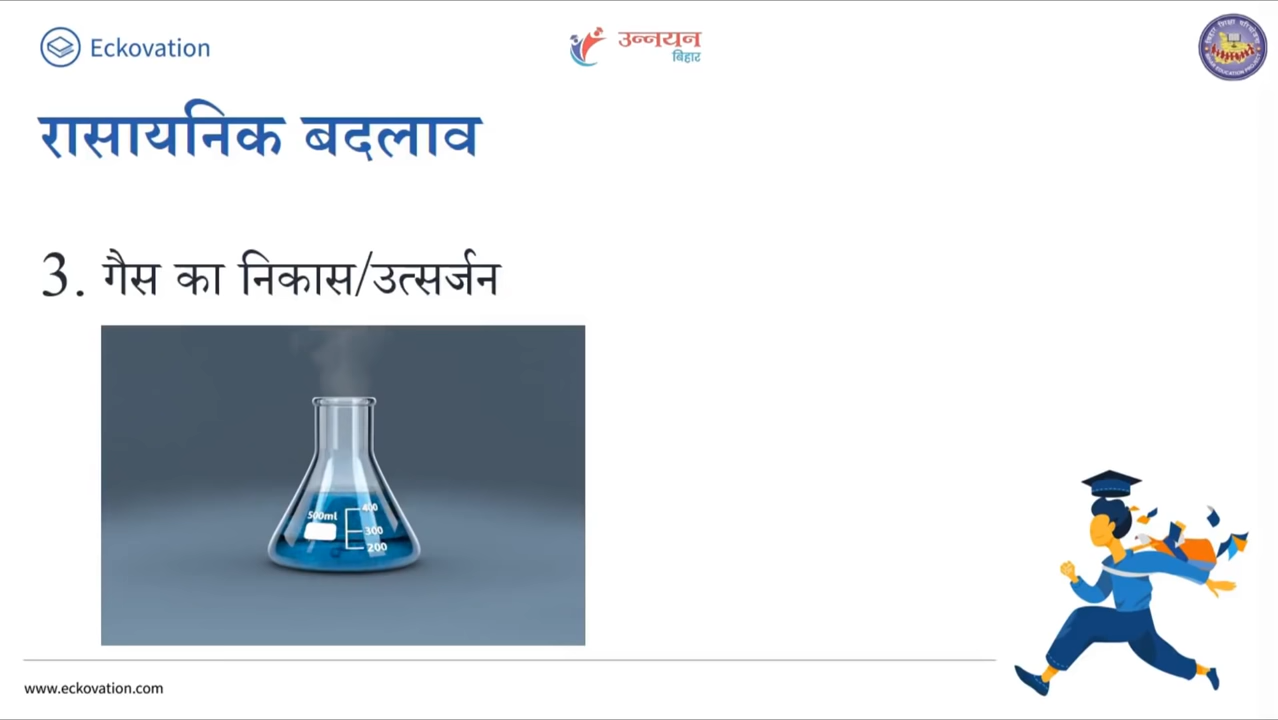 Eckovation
उन्नयन
बिहार
रासायनिक बदलाव
3. गैस का निकास/उत्सर्जन
500ml
400
300
200
www.eckovation.com